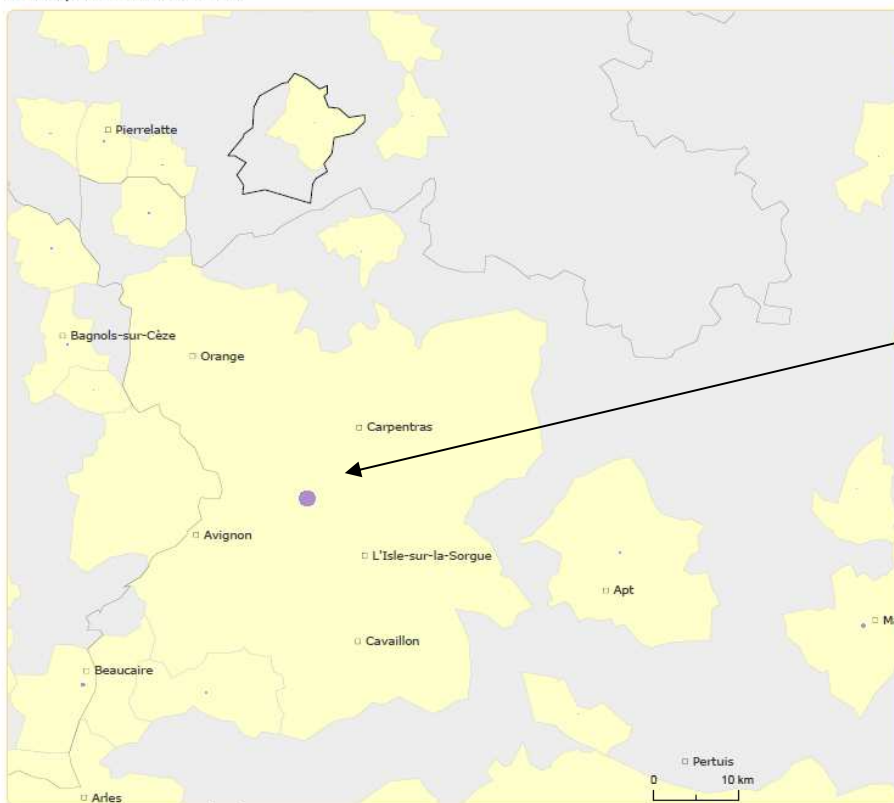 Pierrelatte
Bagnols-sur-Cèze
Orange
Carpentras
Avignon
L'Isle-sur-la-Sorgue
Apt
Ma
Cavaillon
Beaucaire
Pertuis
0 10 km
Arles